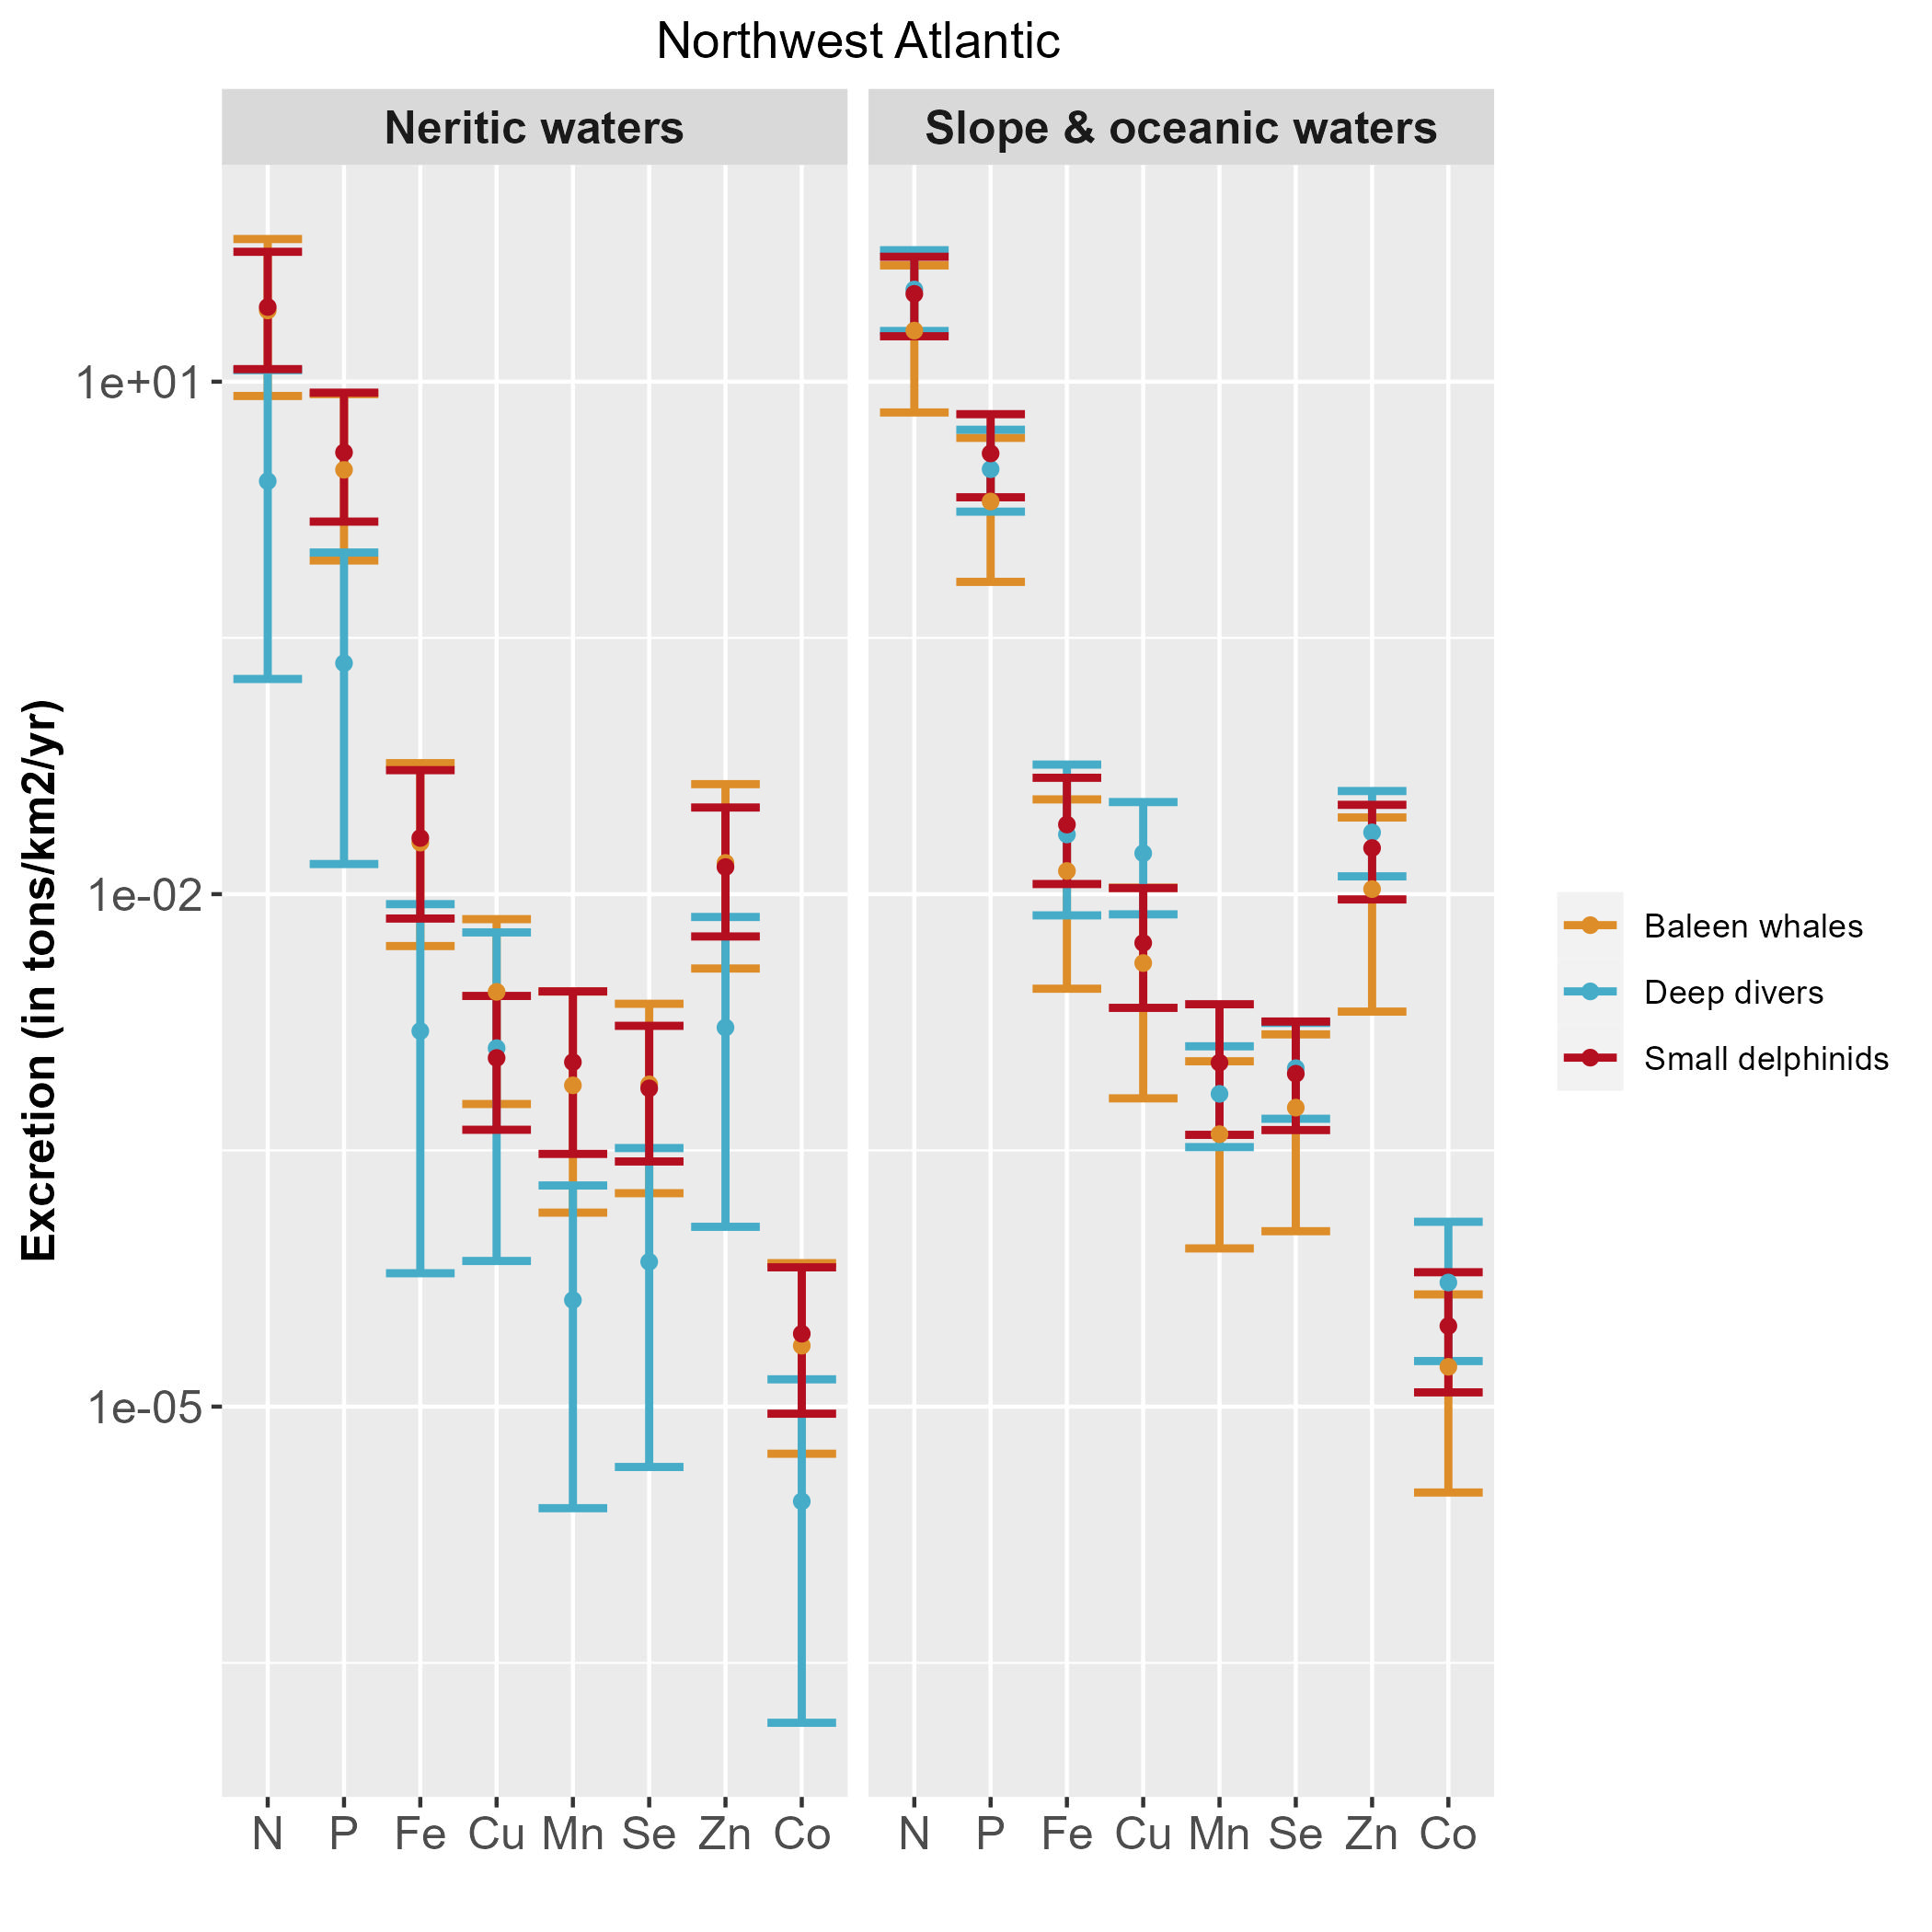 Northwest Atlantic
Neritic waters
Slope & oceanic waters
Excretion (in tons/km2/yr)
1e+01
1e-02
1e-05
N P Fe Cu Mn Se Zn Co
N P Fe Cu Mn Se Zn Co
Baleen whales
Deep divers
Small delphinids